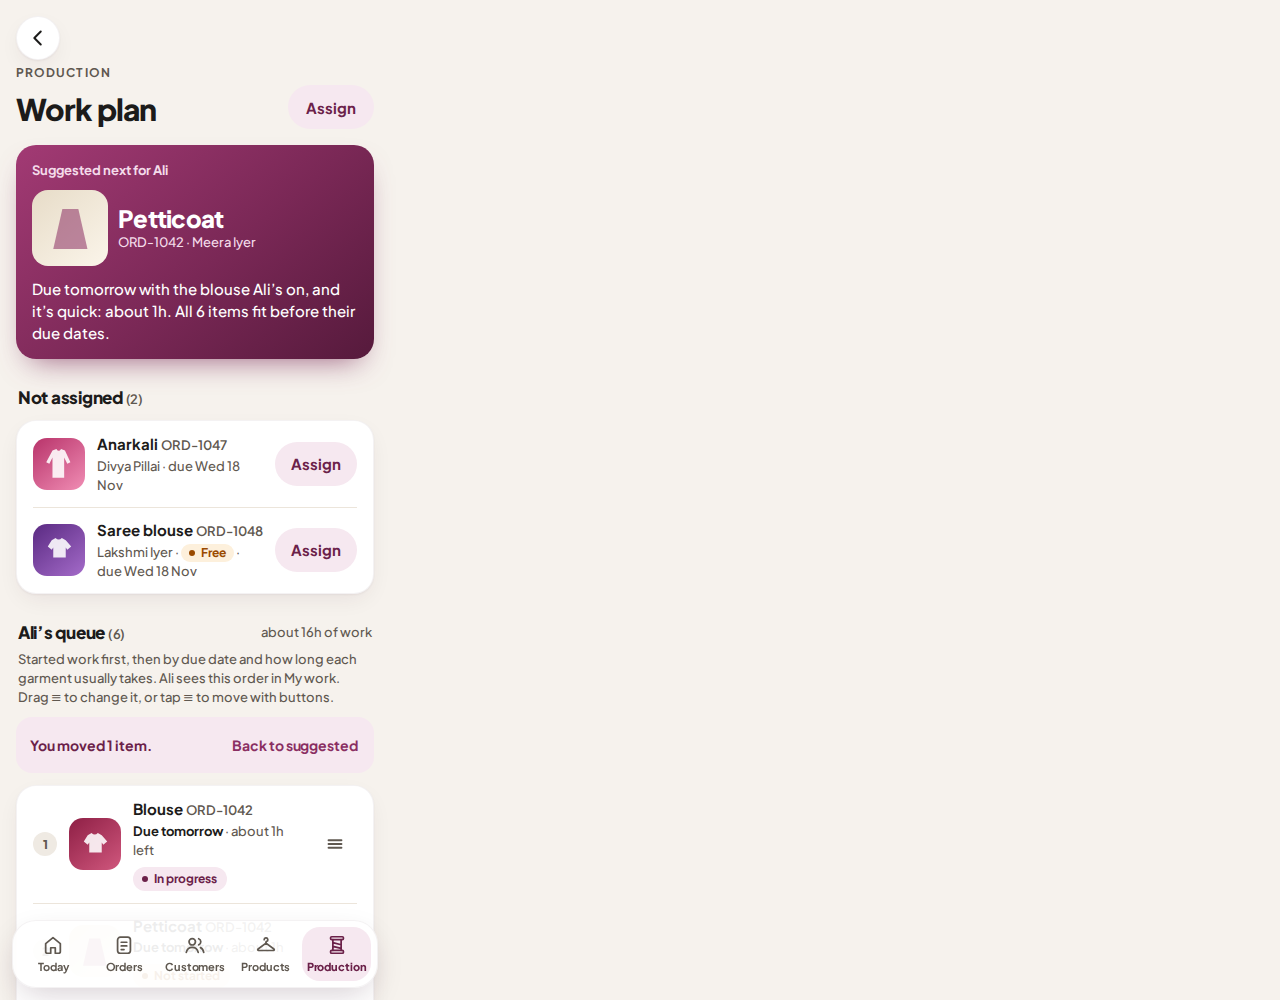 PRODUCTION
Work plan
Assign
Suggested next for Ali
Petticoat
ORD-1042 · Meera Iyer
Due tomorrow with the blouse Ali’s on, and
it’s quick: about 1h. All 6 items fit before their
due dates.
Not assigned (2)
Anarkali ORD-1047
Divya Pillai · due Wed 18
Nov
Assign
Saree blouse ORD-1048
Lakshmi Iyer · Free ·
due Wed 18 Nov
Assign
Ali’s queue (6)
about 16h of work
Started work first, then by due date and how long each
garment usually takes. Ali sees this order in My work.
Drag ≡ to change it, or tap ≡ to move with buttons.
You moved 1 item.
Back to suggested
1
Blouse ORD-1042
Due tomorrow · about 1h
left
In progress
Petticoat ORD-1042
Due tomorrow
Not started
Today
Orders
Customers
Products
Production